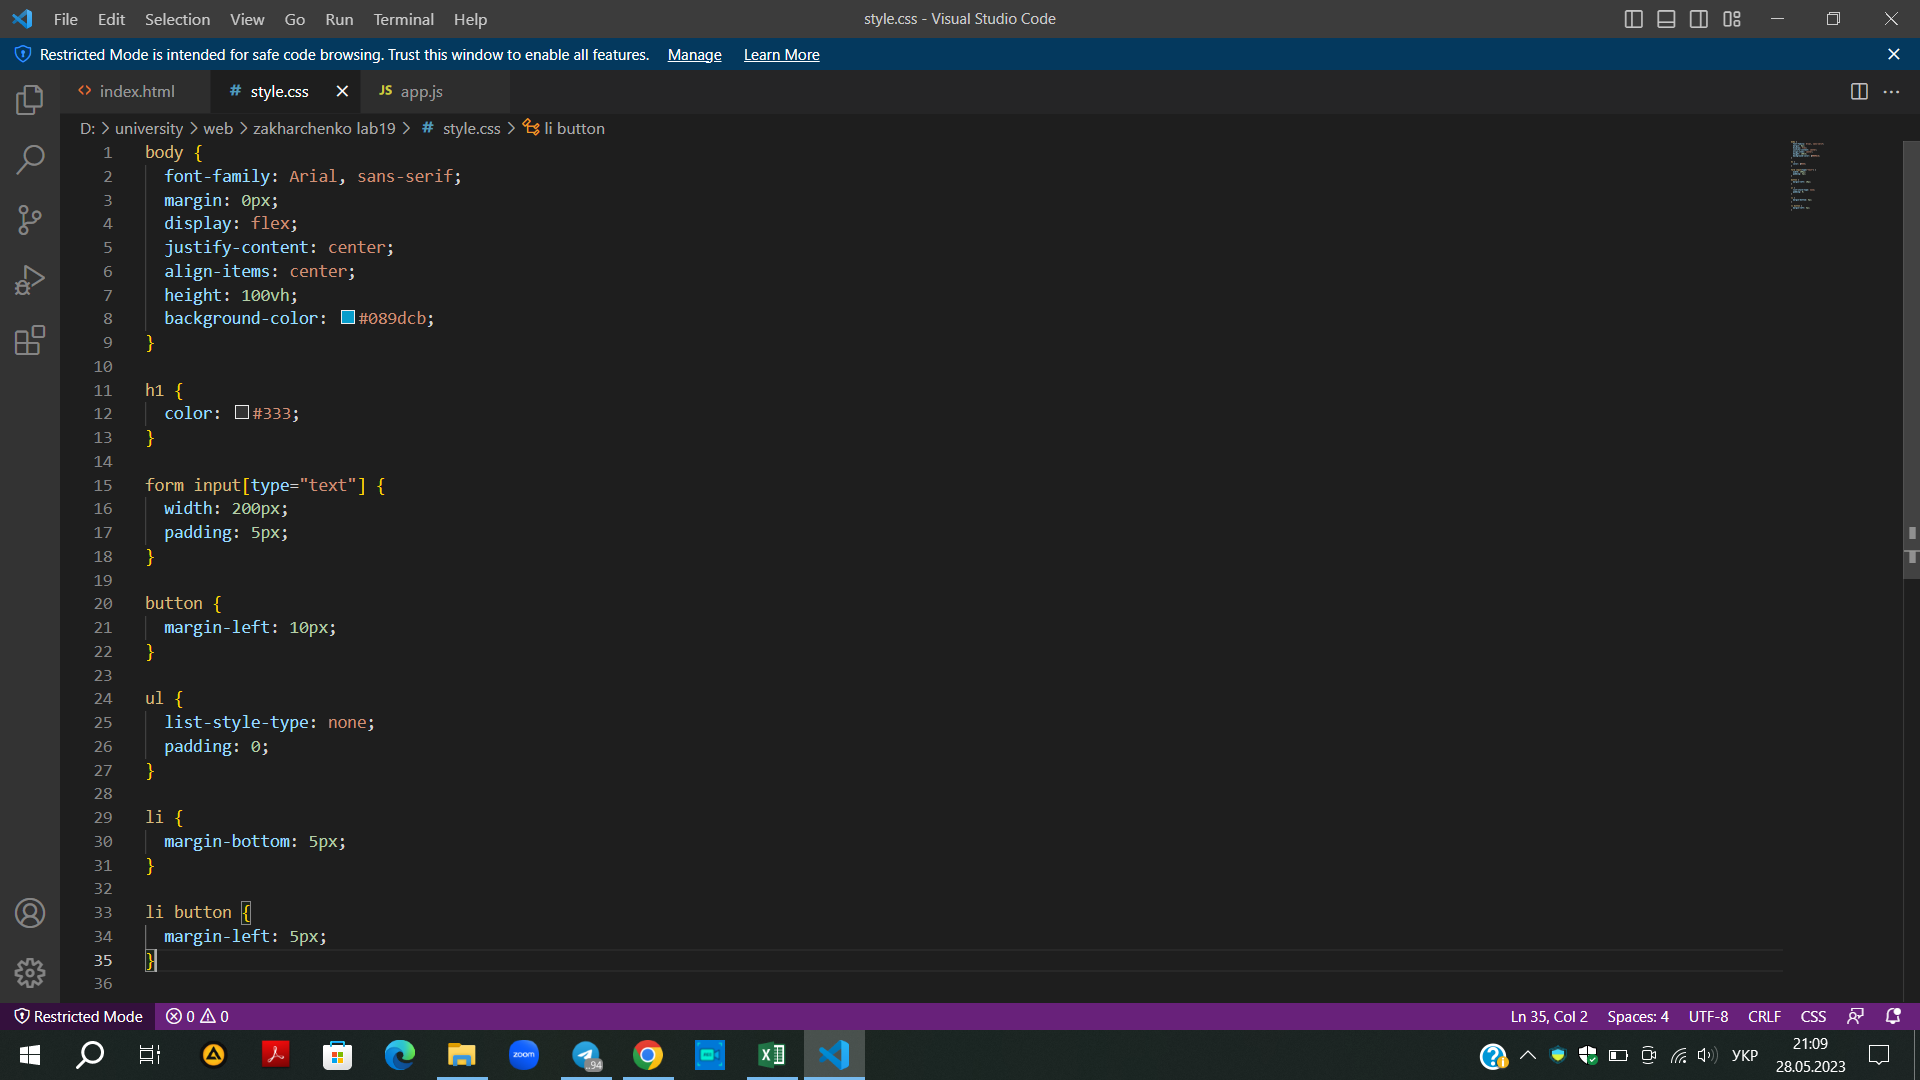 File Edit Selection View Go Run Terminal Help
style.css - Visual Studio Code
Restricted Mode is intended for safe code browsing. Trust this window to enable all features. Manage Learn More
<> index.html
# style.css
JS app.js
D: > university > web > zakharchenko lab19 > # style.css > li button
1 body {
2 font-family: Arial, sans-serif;
3 margin: 0px;
4 display: flex;
5 justify-content: center;
6 align-items: center;
7 height: 100vh;
8 background-color: #089dcb;
9 }
10
11 h1 {
12 color: #333;
13 }
14
15 form input[type="text"] {
16 width: 200px;
17 padding: 5px;
18 }
19
20 button {
21 margin-left: 10px;
22 }
23
24 ul {
25 list-style-type: none;
26 padding: 0;
27 }
28
29 li {
30 margin-bottom: 5px;
31 }
32
33 li button {
34 margin-left: 5px;
35 }
36
Restricted Mode 0 0
Ln 35, Col 2 Spaces: 4 UTF-8 CRLF CSS
zoom
94
УКР
21:09
28.05.2023